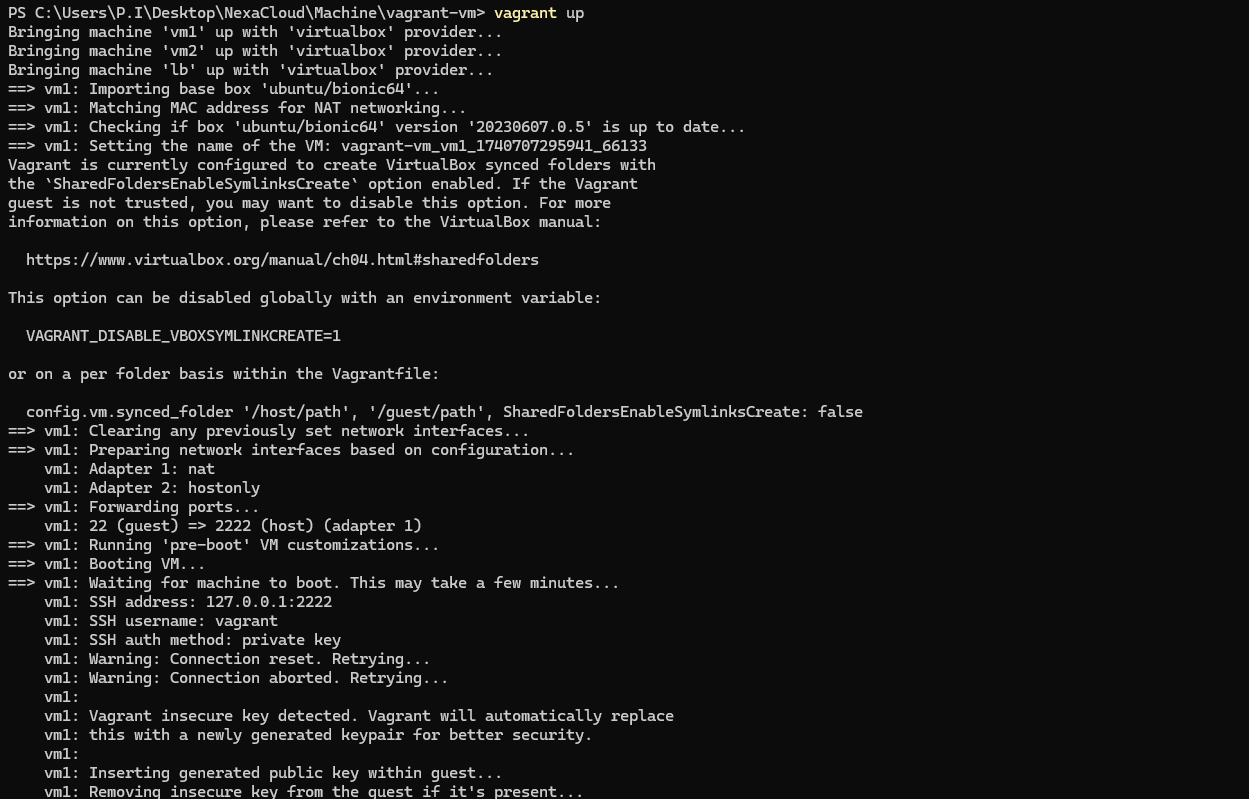 PS C:\Users\P.I\Desktop\NexaCloud\Machine\vagrant-vm> vagrant up
Bringing machine 'vm1' up with 'virtualbox' provider...
Bringing machine 'vm2' up with 'virtualbox' provider...
Bringing machine 'lb' up with 'virtualbox' provider...
==> vm1: Importing base box 'ubuntu/bionic64'...
==> vm1: Matching MAC address for NAT networking...
==> vm1: Checking if box 'ubuntu/bionic64' version '20230607.0.5' is up to date...
==> vm1: Setting the name of the VM: vagrant-vm_vm1_1740707295941_66133
Vagrant is currently configured to create VirtualBox synced folders with
the `SharedFoldersEnableSymlinksCreate` option enabled. If the Vagrant
guest is not trusted, you may want to disable this option. For more
information on this option, please refer to the VirtualBox manual:

  https://www.virtualbox.org/manual/ch04.html#sharedfolders

This option can be disabled globally with an environment variable:

  VAGRANT_DISABLE_VBOXSYMLINKCREATE=1

or on a per folder basis within the Vagrantfile:

  config.vm.synced_folder '/host/path', '/guest/path', SharedFoldersEnableSymlinksCreate: false
==> vm1: Clearing any previously set network interfaces...
==> vm1: Preparing network interfaces based on configuration...
    vm1: Adapter 1: nat
    vm1: Adapter 2: hostonly
==> vm1: Forwarding ports...
    vm1: 22 (guest) => 2222 (host) (adapter 1)
==> vm1: Running 'pre-boot' VM customizations...
==> vm1: Booting VM...
==> vm1: Waiting for machine to boot. This may take a few minutes...
    vm1: SSH address: 127.0.0.1:2222
    vm1: SSH username: vagrant
    vm1: SSH auth method: private key
    vm1: Warning: Connection reset. Retrying...
    vm1: Warning: Connection aborted. Retrying...
    vm1:
    vm1: Vagrant insecure key detected. Vagrant will automatically replace
    vm1: this with a newly generated keypair for better security.
    vm1:
    vm1: Inserting generated public key within guest...
    vm1: Removing insecure key from the guest if it's present...